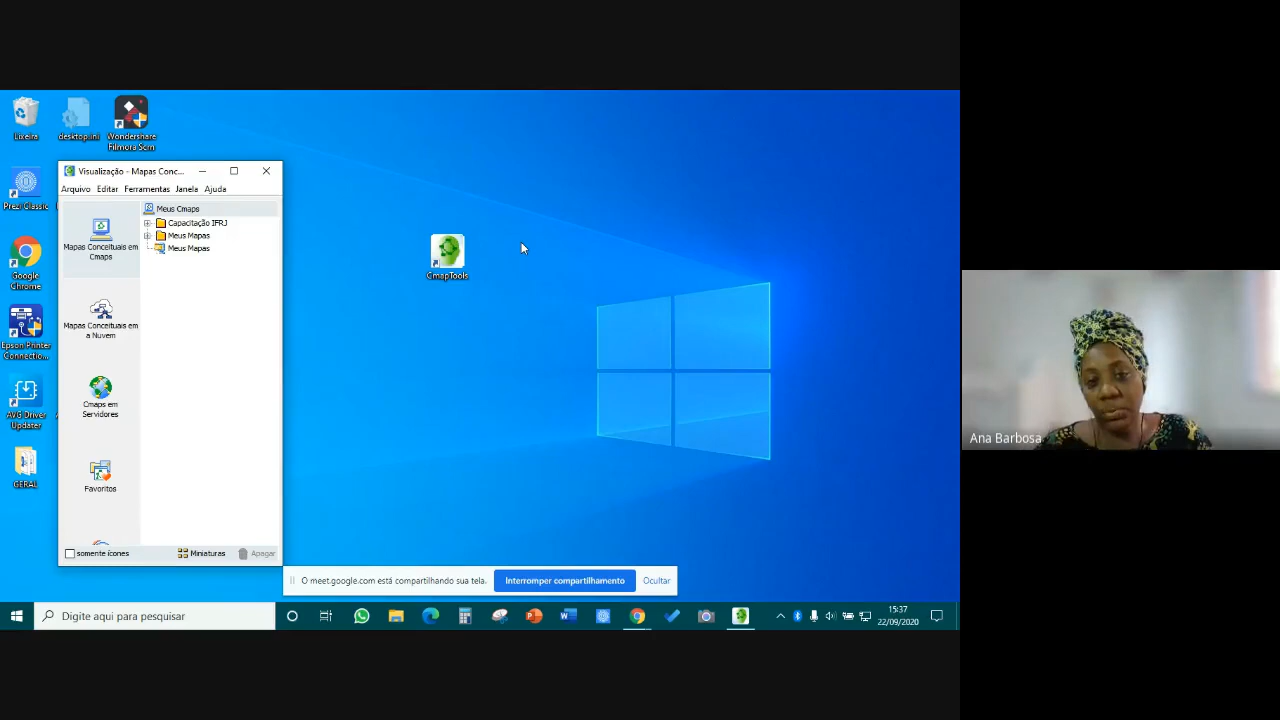 Lixeira
desktop.ini
Wondershare
Filmora Scrn
Prezi Classic
Google
Chrome
Epson Printer
Connectio...
AVG Driver
Updater
GERAL
Visualização - Mapas Conc...
Arquivo Editar Ferramentas Janela Ajuda
Mapas Conceituais em
Cmaps
Mapas Conceituais em
a Nuvem
Cmaps em
Servidores
Favoritos
Meus Cmaps
Capacitação IFRJ
Meus Mapas
Meus Mapas
somente ícones
Miniaturas
Apagar
CmapTools
O meet.google.com está compartilhando sua tela.
Interromper compartilhamento
Ocultar
Digite aqui para pesquisar
15:37
22/09/2020
Ana Barbosa